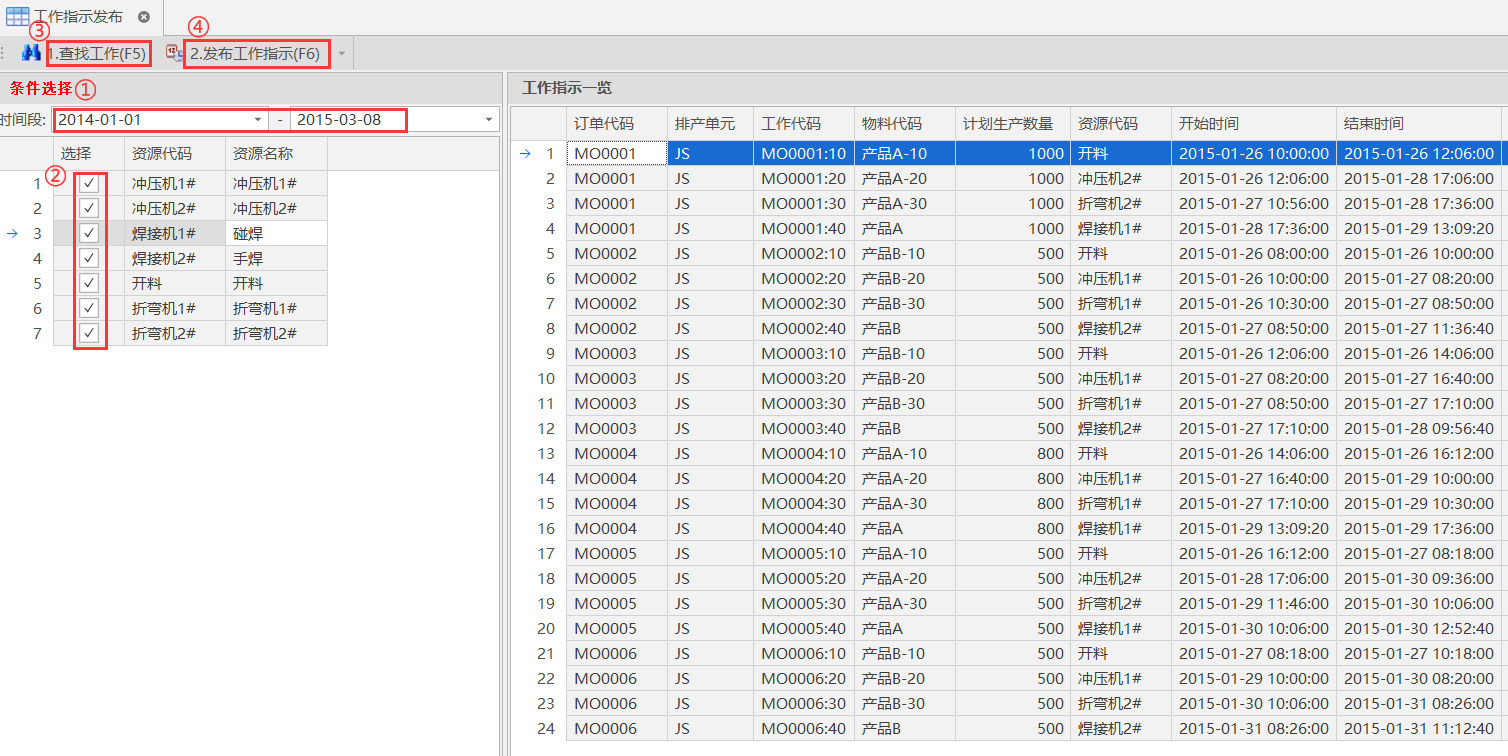 工作指示发布
③ ④
1.查找工作(F5) 2.发布工作指示(F6)
条件选择①
时间段: 2014-01-01 - 2015-03-08
选择 资源代码 资源名称
②
1 冲压机1# 冲压机1#
2 冲压机2# 冲压机2#
3 焊接机1# 碰焊
4 焊接机2# 手焊
5 开料 开料
6 折弯机1# 折弯机1#
7 折弯机2# 折弯机2#
工作指示一览
订单代码 排产单元 工作代码 物料代码 计划生产数量 资源代码 开始时间 结束时间
1 MO0001 JS MO0001:10 产品A-10 1000 开料 2015-01-26 10:00:00 2015-01-26 12:06:00
2 MO0001 JS MO0001:20 产品A-20 1000 冲压机2# 2015-01-26 12:06:00 2015-01-28 17:06:00
3 MO0001 JS MO0001:30 产品A-30 1000 折弯机2# 2015-01-27 10:56:00 2015-01-28 17:36:00
4 MO0001 JS MO0001:40 产品A 1000 焊接机1# 2015-01-28 17:36:00 2015-01-29 13:09:20
5 MO0002 JS MO0002:10 产品B-10 500 开料 2015-01-26 08:00:00 2015-01-26 10:00:00
6 MO0002 JS MO0002:20 产品B-20 500 冲压机1# 2015-01-26 10:00:00 2015-01-27 08:20:00
7 MO0002 JS MO0002:30 产品B-30 500 折弯机1# 2015-01-26 10:30:00 2015-01-27 08:50:00
8 MO0002 JS MO0002:40 产品B 500 焊接机2# 2015-01-27 08:50:00 2015-01-27 11:36:40
9 MO0003 JS MO0003:10 产品B-10 500 开料 2015-01-26 12:06:00 2015-01-26 14:06:00
10 MO0003 JS MO0003:20 产品B-20 500 冲压机1# 2015-01-27 08:20:00 2015-01-27 16:40:00
11 MO0003 JS MO0003:30 产品B-30 500 折弯机1# 2015-01-27 08:50:00 2015-01-27 17:10:00
12 MO0003 JS MO0003:40 产品B 500 焊接机2# 2015-01-27 17:10:00 2015-01-28 09:56:40
13 MO0004 JS MO0004:10 产品A-10 800 开料 2015-01-26 14:06:00 2015-01-26 16:12:00
14 MO0004 JS MO0004:20 产品A-20 800 冲压机1# 2015-01-27 16:40:00 2015-01-29 10:00:00
15 MO0004 JS MO0004:30 产品A-30 800 折弯机1# 2015-01-27 17:10:00 2015-01-29 10:30:00
16 MO0004 JS MO0004:40 产品A 800 焊接机1# 2015-01-29 13:09:20 2015-01-29 17:36:00
17 MO0005 JS MO0005:10 产品A-10 500 开料 2015-01-26 16:12:00 2015-01-27 08:18:00
18 MO0005 JS MO0005:20 产品A-20 500 冲压机2# 2015-01-28 17:06:00 2015-01-30 09:36:00
19 MO0005 JS MO0005:30 产品A-30 500 折弯机2# 2015-01-29 11:46:00 2015-01-30 10:06:00
20 MO0005 JS MO0005:40 产品A 500 焊接机1# 2015-01-30 10:06:00 2015-01-30 12:52:40
21 MO0006 JS MO0006:10 产品B-10 500 开料 2015-01-27 08:18:00 2015-01-27 10:18:00
22 MO0006 JS MO0006:20 产品B-20 500 冲压机1# 2015-01-29 10:00:00 2015-01-30 08:20:00
23 MO0006 JS MO0006:30 产品B-30 500 折弯机2# 2015-01-30 10:06:00 2015-01-31 08:26:00
24 MO0006 JS MO0006:40 产品B 500 焊接机2# 2015-01-31 08:26:00 2015-01-31 11:12:40